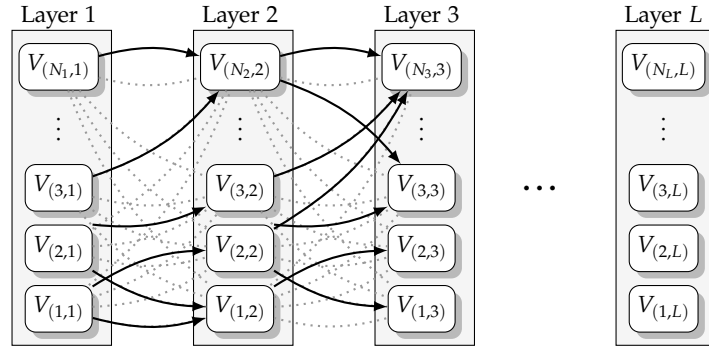 Layer 1 Layer 2 Layer 3 Layer L
V(N₁,1) V(N₂,2) V(N₃,3) V(N_L,L)
⋮ ⋮ ⋮ ⋮
V(3,1) V(3,2) V(3,3) ... V(3,L)
V(2,1) V(2,2) V(2,3) V(2,L)
V(1,1) V(1,2) V(1,3) V(1,L)